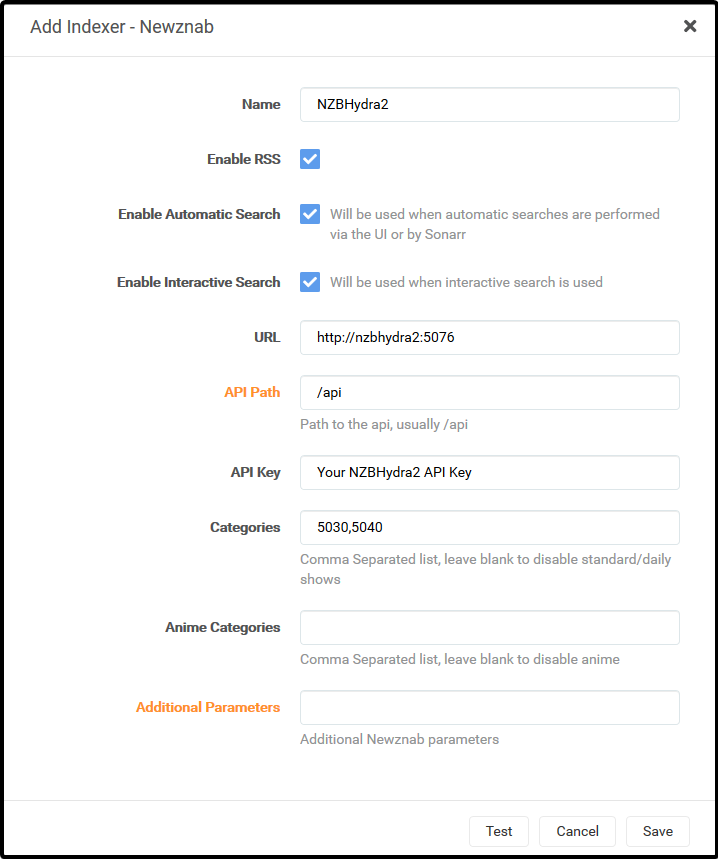 Add Indexer - Newznab
Name
NZBHydra2
Enable RSS
Enable Automatic Search
Will be used when automatic searches are performed
via the UI or by Sonarr
Enable Interactive Search
Will be used when interactive search is used
URL
http://nzbhydra2:5076
API Path
/api
Path to the api, usually /api
API Key
Your NZBHydra2 API Key
Categories
5030,5040
Comma Separated list, leave blank to disable standard/daily
shows
Anime Categories
Comma Separated list, leave blank to disable anime
Additional Parameters
Additional Newznab parameters
Test
Cancel
Save